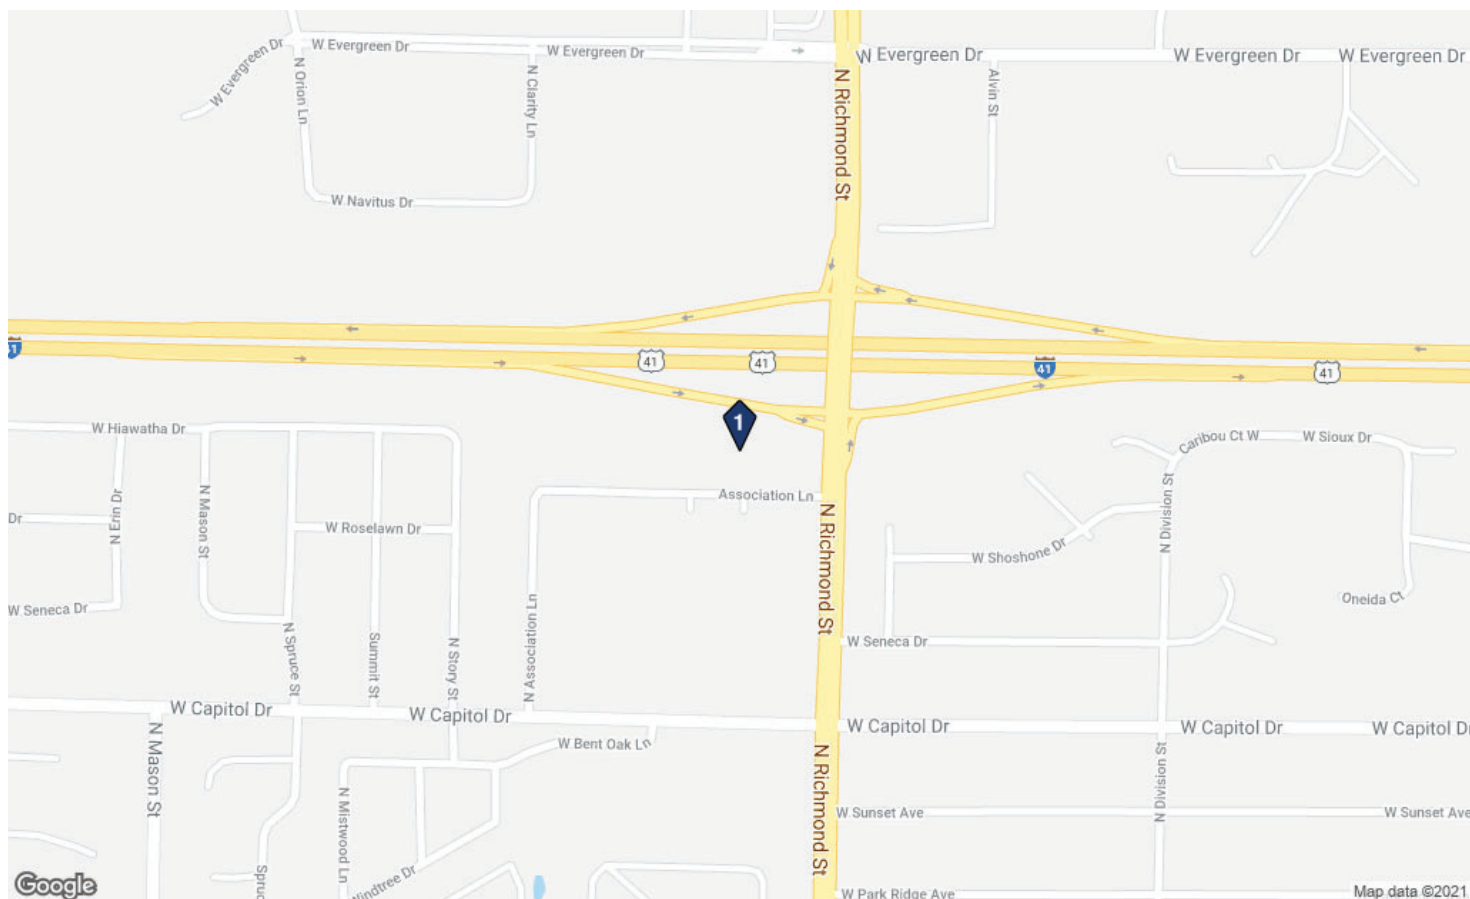 W Evergreen Dr
W Evergreen Dr
W Evergreen Dr
W Evergreen Dr
W Evergreen Dr
W Evergreen Dr
N Orion Ln
N Clarity Ln
N Richmond St
Alvin St
W Navitus Dr
41
41
41
41
41
1
W Hiawatha Dr
Caribou Ct W
W Sioux Dr
N Erin Dr
N Mason St
Association Ln
N Division St
Dr
W Roselawn Dr
N Richmond St
W Shoshone Dr
W Seneca Dr
Oneida Ct
N Spruce St
Summit St
N Story St
N Association Ln
W Seneca Dr
W Capitol Dr
W Capitol Dr
W Capitol Dr
W Capitol Dr
W Capitol Dr
N Mason St
W Bent Oak Ln
N Richmond St
N Division St
N Mistwood Ln
W Sunset Ave
W Sunset Ave
Spruc
Windtree Dr
W Park Ridge Ave
Google
Map data ©2021